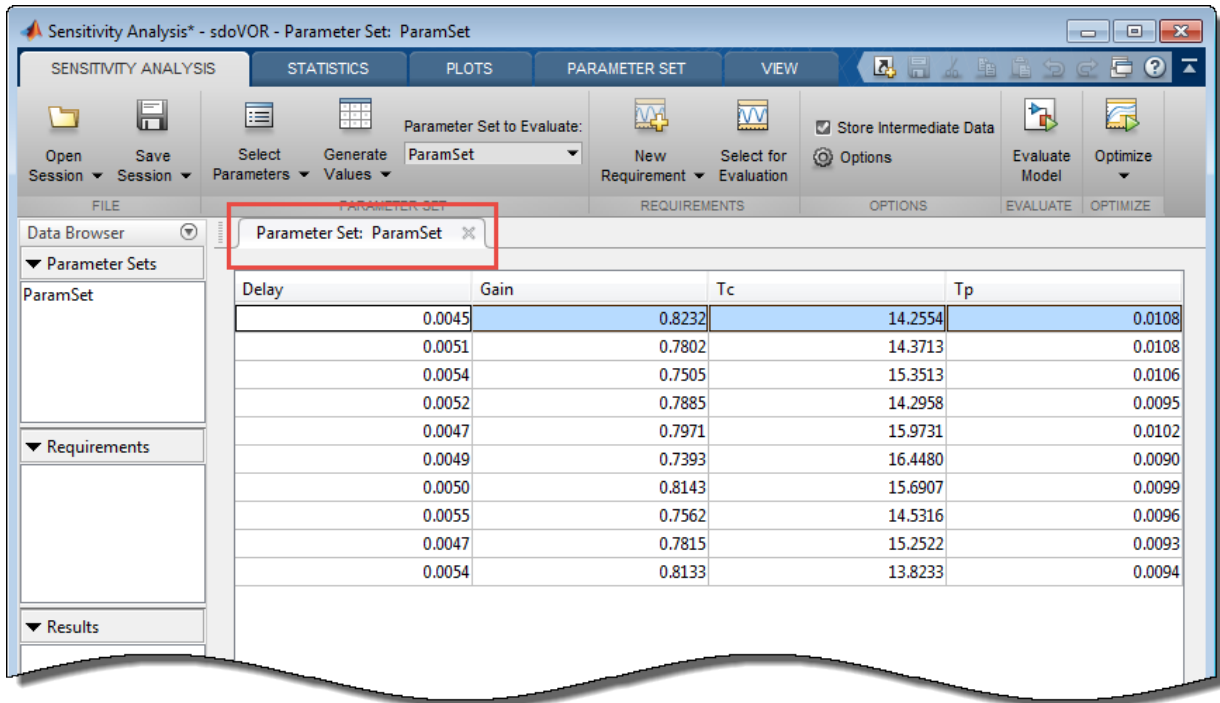 Sensitivity Analysis* - sdoVOR - Parameter Set: ParamSet
SENSITIVITY ANALYSIS STATISTICS PLOTS PARAMETER SET VIEW
Open Session Save Session
Select Parameters Generate Values
Parameter Set to Evaluate:
ParamSet
New Requirement Select for Evaluation
Store Intermediate Data
Options
Evaluate Model
Optimize
FILE PARAMETER SET REQUIREMENTS OPTIONS EVALUATE OPTIMIZE
Data Browser
Parameter Set: ParamSet
Parameter Sets
ParamSet
Requirements
Results
Delay Gain Tc Tp
0.0045 0.8232 14.2554 0.0108
0.0051 0.7802 14.3713 0.0108
0.0054 0.7505 15.3513 0.0106
0.0052 0.7885 14.2958 0.0095
0.0047 0.7971 15.9731 0.0102
0.0049 0.7393 16.4480 0.0090
0.0050 0.8143 15.6907 0.0099
0.0055 0.7562 14.5316 0.0096
0.0047 0.7815 15.2522 0.0093
0.0054 0.8133 13.8233 0.0094